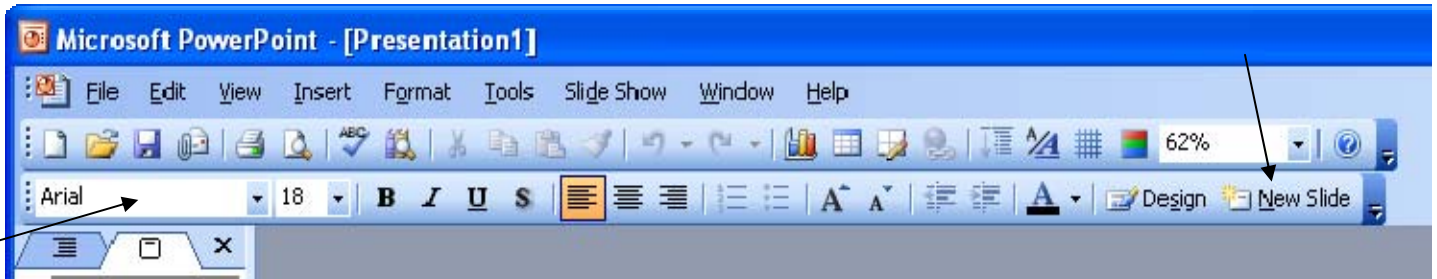 Microsoft PowerPoint - [Presentation1]
File Edit View Insert Format Tools Slide Show Window Help
ABC A/A 62% ?
Arial 18 B I U S A A A Design New Slide